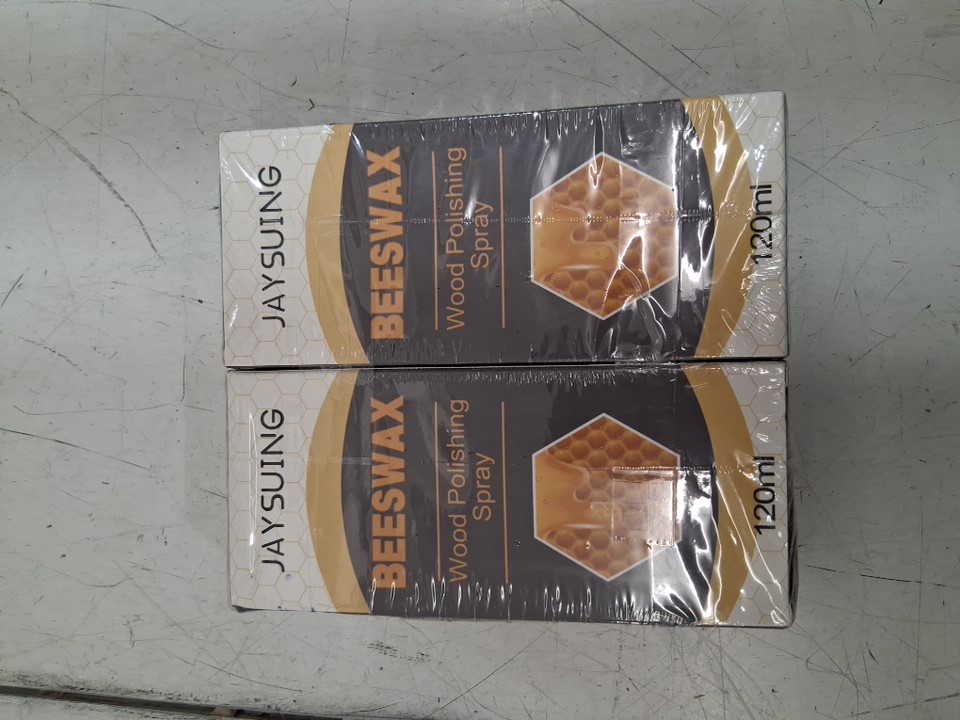 JAYSUING
BEESWAX
Wood Polishing
Spray
120ml
JAYSUING
BEESWAX
Wood Polishing
Spray
120ml